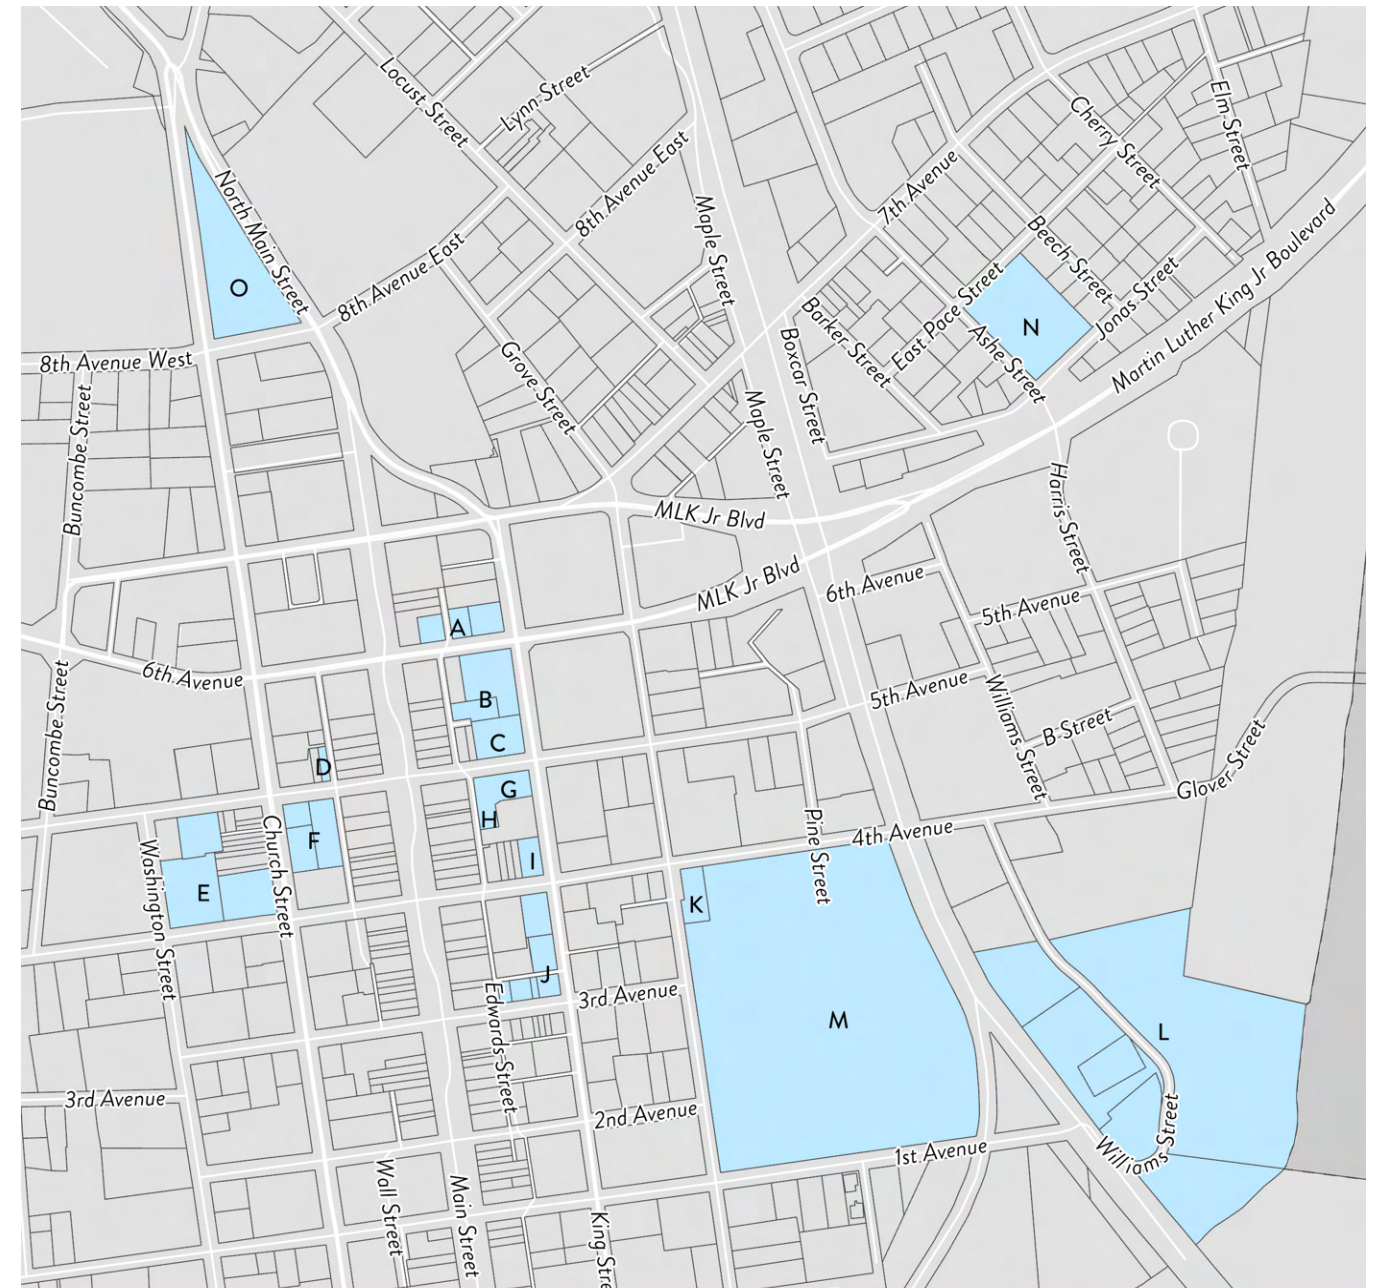 Locust Street
Lynn Street
Cherry Street
Elm Street
North Main Street
8th Avenue East
Maple Street
7th Avenue
Beech Street
8th Avenue East
O
Barker Street
East Pace Street
N
Jonas Street
Martin Luther King Jr Boulevard
8th Avenue West
Grove Street
Boxcar Street
Ashe Street
Buncombe Street
Maple Street
Harris Street
MLK Jr Blvd
MLK Jr Blvd
6th Avenue
5th Avenue
A
6th Avenue
B
5th Avenue
Williams Street
Buncombe Street
C
B Street
D
G
Glover Street
H
Church Street
F
Pine Street
4th Avenue
Washington Street
I
E
K
J
Edwards Street
3rd Avenue
M
L
3rd Avenue
2nd Avenue
Williams Street
1st Avenue
Wall Street
Main Street
King Stre